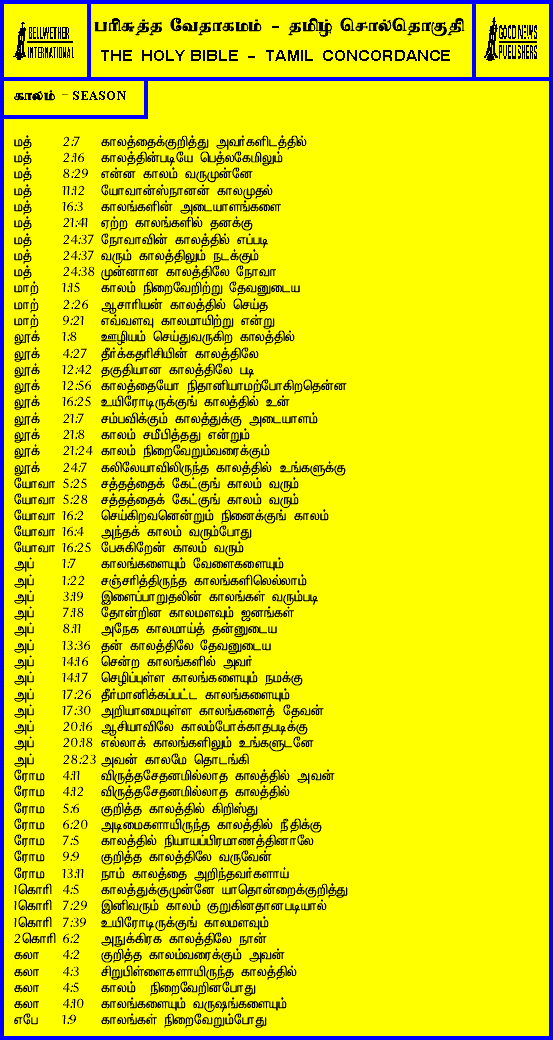 BELLWETHER
INTERNATIONAL
பரிசுத்த வேதாகமம் - தமிழ் சொல்தொகுதி
THE HOLY BIBLE - TAMIL CONCORDANCE
GOOD NEWS
PUBLISHERS
காலம் - SEASON
மத் 2:7 காலத்தைக்குறித்து அவர்களிடத்தில்
மத் 2:16 காலத்தின்படியே பெத்லகேமிலும்
மத் 8:29 என்ன காலம் வருமுன்னே
மத் 11:12 யோவான்ஸ்நானன் காலமுதல்
மத் 16:3 காலங்களின் அடையாளங்களை
மத் 21:41 ஏற்ற காலங்களில் தனக்கு
மத் 24:37 நோவாவின் காலத்தில் எப்படி
மத் 24:37 வரும் காலத்திலும் நடக்கும்
மத் 24:38 முன்னான காலத்திலே நோவா
மாற் 1:15 காலம் நிறைவேறிற்று தேவனுடைய
மாற் 2:26 ஆசாரியன் காலத்தில் செய்த
மாற் 9:21 எவ்வளவு காலமாயிற்று என்று
லூக் 1:8 ஊழியம் செய்துவருகிற காலத்தில்
லூக் 4:27 தீர்க்கதரிசியின் காலத்திலே
லூக் 12:42 தகுதியான காலத்திலே படி
லூக் 12:56 காலத்தையோ நிதானியாமற்போகிறதென்ன
லூக் 16:25 உயிரோடிருக்குங் காலத்தில் உன்
லூக் 21:7 சம்பவிக்கும் காலத்துக்கு அடையாளம்
லூக் 21:8 காலம் சமீபித்தது என்றும்
லூக் 21:24 காலம் நிறைவேறும்வரைக்கும்
லூக் 24:7 கலிலேயாவிலிருந்த காலத்தில் உங்களுக்கு
யோவா 5:25 சத்தத்தைக் கேட்குங் காலம் வரும்
யோவா 5:28 சத்தத்தைக் கேட்குங் காலம் வரும்
யோவா 16:2 செய்கிறவனென்றும் நினைக்குங் காலம்
யோவா 16:4 அந்தக் காலம் வரும்போது
யோவா 16:25 பேசுகிறேன் காலம் வரும்
அப் 1:7 காலங்களையும் வேளைகளையும்
அப் 1:22 சஞ்சரித்திருந்த காலங்களிலெல்லாம்
அப் 3:19 இளைப்பாறுதலின் காலங்கள் வரும்படி
அப் 7:18 தோன்றின காலமளவும் ஜனங்கள்
அப் 8:11 அநேக காலமாய்த் தன்னுடைய
அப் 13:36 தன் காலத்திலே தேவனுடைய
அப் 14:16 சென்ற காலங்களில் அவர்
அப் 14:17 செழிப்புள்ள காலங்களையும் நமக்கு
அப் 17:26 தீர்மானிக்கப்பட்ட காலங்களையும்
அப் 17:30 அறியாமையுள்ள காலங்களைத் தேவன்
அப் 20:16 ஆசியாவிலே காலம்போக்காதபடிக்கு
அப் 20:18 எல்லாக் காலங்களிலும் உங்களுடனே
அப் 28:23 அவன் காலமே தொடங்கி
ரோம 4:11 விருத்தசேதனமில்லாத காலத்தில் அவன்
ரோம 4:12 விருத்தசேதனமில்லாத காலத்தில்
ரோம 5:6 குறித்த காலத்தில் கிறிஸ்து
ரோம 6:20 அடிமைகளாயிருந்த காலத்தில் நீதிக்கு
ரோம 7:5 காலத்தில் நியாயப்பிரமாணத்தினாலே
ரோம 9:9 குறித்த காலத்திலே வருவேன்
ரோம 13:11 நாம் காலத்தை அறிந்தவர்களாய்
1கொரி 4:5 காலத்துக்குமுன்னே யாதொன்றைக்குறித்து
1கொரி 7:29 இனிவரும் காலம் குறுகினதானபடியால்
1கொரி 7:39 உயிரோடிருக்குங் காலமளவும்
2கொரி 6:2 அநுக்கிரக காலத்திலே நான்
கலா 4:2 குறித்த காலம்வரைக்கும் அவன்
கலா 4:3 சிறுபிள்ளைகளாயிருந்த காலத்தில்
கலா 4:5 காலம் நிறைவேறினபோது
கலா 4:10 காலங்களையும் வருஷங்களையும்
எபே 1:9 காலங்கள் நிறைவேறும்போது